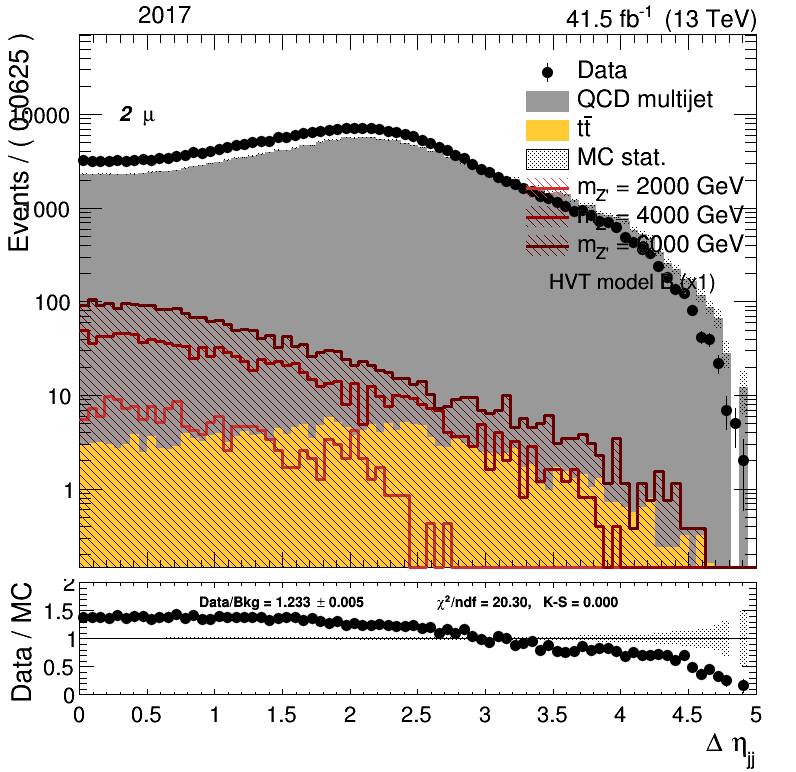 2017 41.5 fb⁻¹ (13 TeV)
Events / ( 0.0625 )
2 μ
Data
QCD multijet
tt̄
MC stat.
m_Z' = 2000 GeV
m_Z' = 4000 GeV
m_Z' = 6000 GeV
HVT model B (x1)
10000
1000
100
10
1
Data / MC
Data/Bkg = 1.233 ± 0.005 χ²/ndf = 20.30, K-S = 0.000
2
1.5
1
0.5
0
0 0.5 1 1.5 2 2.5 3 3.5 4 4.5 5
Δ η_jj